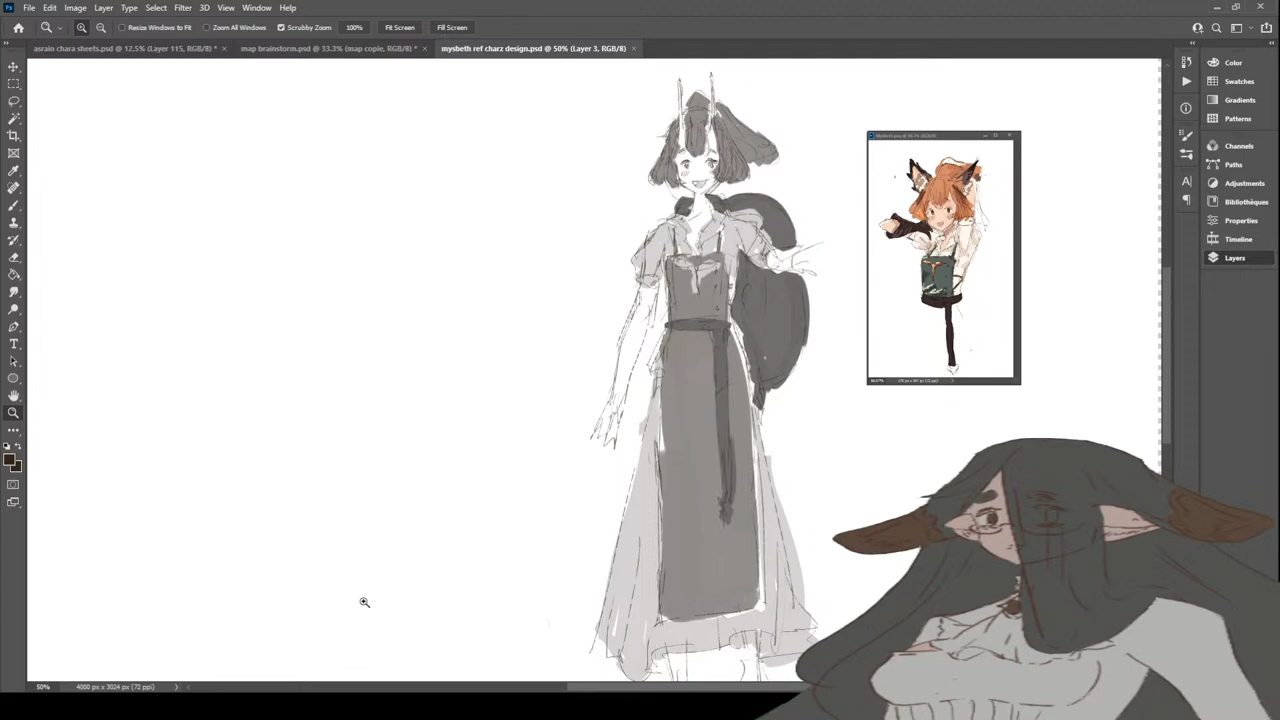 Ps File Edit Image Layer Type Select Filter 3D View Window Help
Resize Windows to Fit Zoom All Windows Scrubby Zoom 100% Fit Screen Fill Screen
asrain chara sheets.psd @ 12.5% (Layer 115, RGB/8) * × map brainstorm.psd @ 33.3% (map copie, RGB/8) * × mysbeth ref charz design.psd @ 50% (Layer 3, RGB/8) ×
Color
Swatches
Gradients
Patterns
Channels
Paths
Adjustments
Bibliothèques
Properties
Timeline
Layers
50% 4000 px x 3024 px (72 ppi)